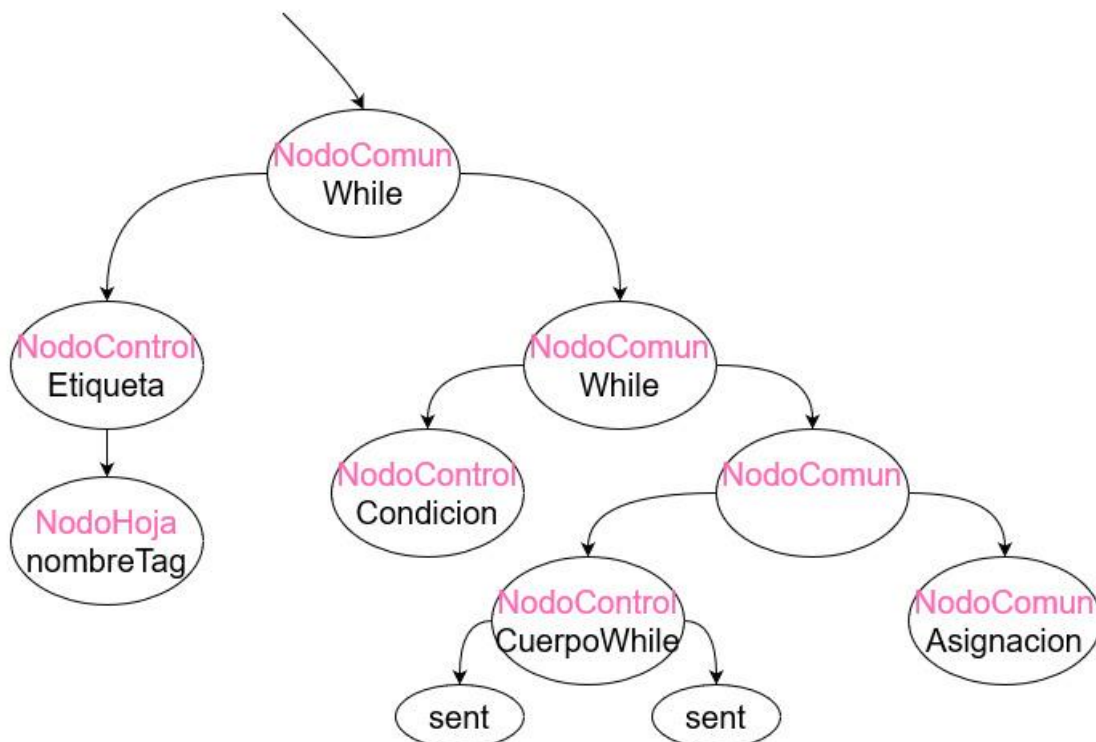 NodoComun
While
NodoControl
Etiqueta
NodoComun
While
NodoHoja
nombreTag
NodoControl
Condicion
NodoComun
NodoControl
CuerpoWhile
NodoComun
Asignacion
sent
sent